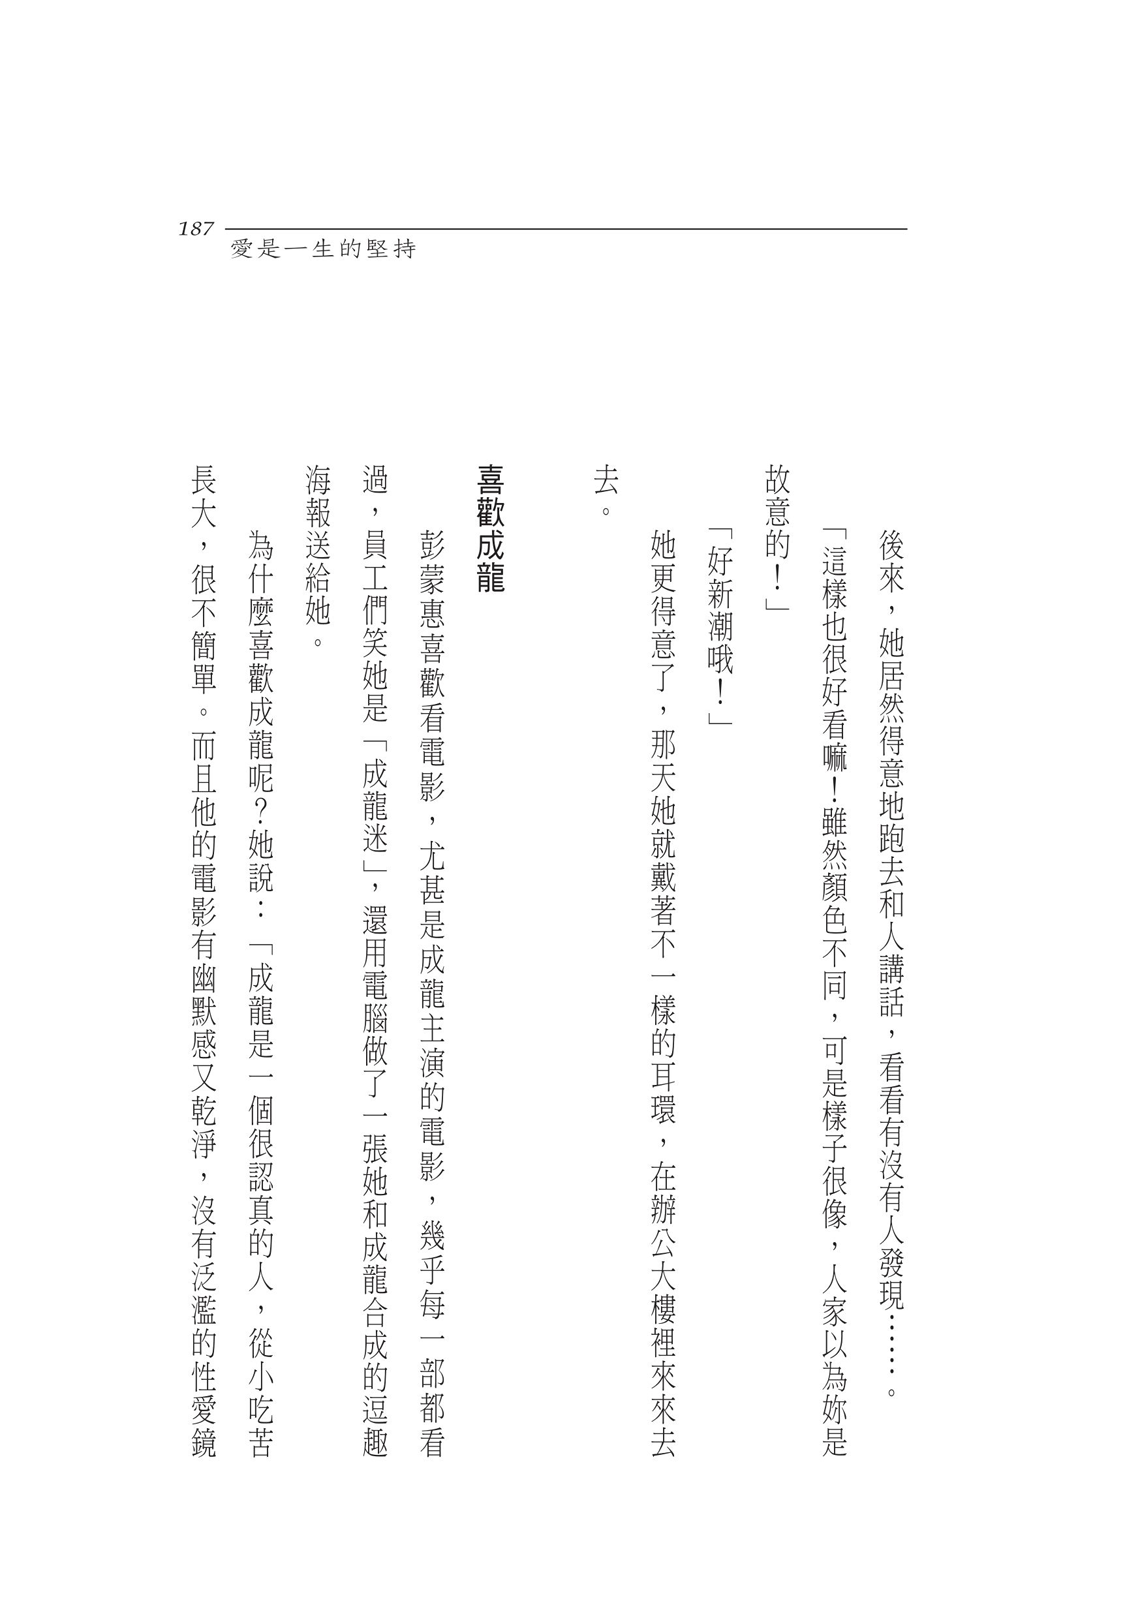 187
愛是一生的堅持
後來，她居然得意地跑去和人講話，看看有沒有人發現⋯⋯。
「這樣也很好看嘛！雖然顏色不同，可是樣子很像，人家以為妳是
故意的！」
「好新潮哦！」
她更得意了，那天她就戴著不一樣的耳環，在辦公大樓裡來來去
去。
喜歡成龍
彭蒙惠喜歡看電影，尤甚是成龍主演的電影，幾乎每一部都看
過，員工們笑她是「成龍迷」，還用電腦做了一張她和成龍合成的逗趣
海報送給她。
為什麼喜歡成龍呢？她說：「成龍是一個很認真的人，從小吃苦
長大，很不簡單。而且他的電影有幽默感又乾淨，沒有泛濫的性愛鏡